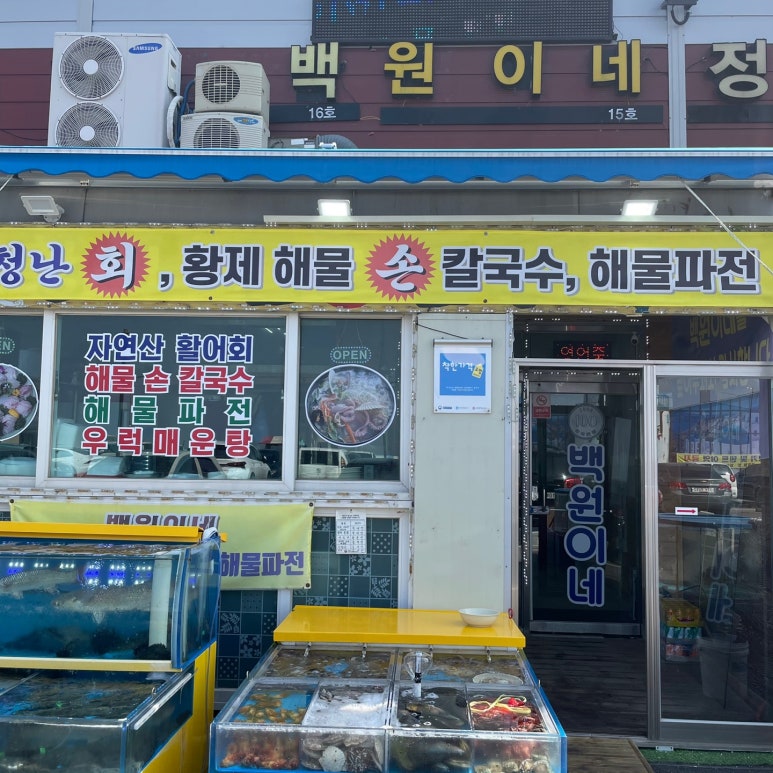 SAMSUNG
백원이네정
16호
15호
청난 회, 황제 해물 손 칼국수, 해물파전
자연산 활어회
해물 손 칼국수
해물파전
우럭매운탕
OPEN
착한가격
백원이네
백원이네
해물파전